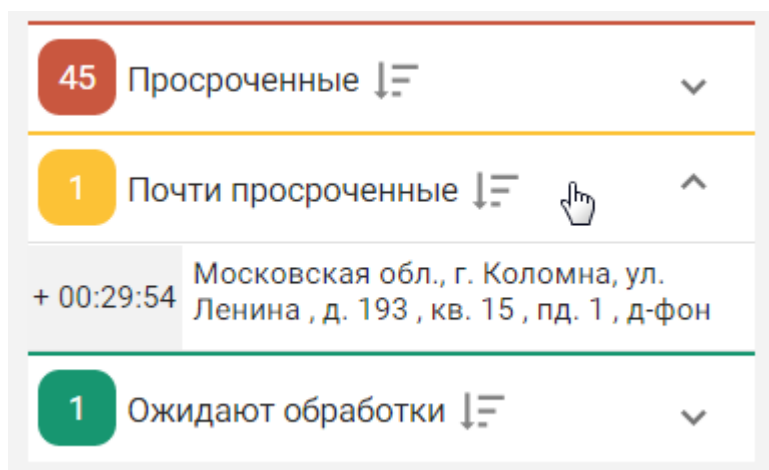 45 Просроченные
1 Почти просроченные
+ 00:29:54
Московская обл., г. Коломна, ул.
Ленина , д. 193 , кв. 15 , пд. 1 , д-фон
1 Ожидают обработки